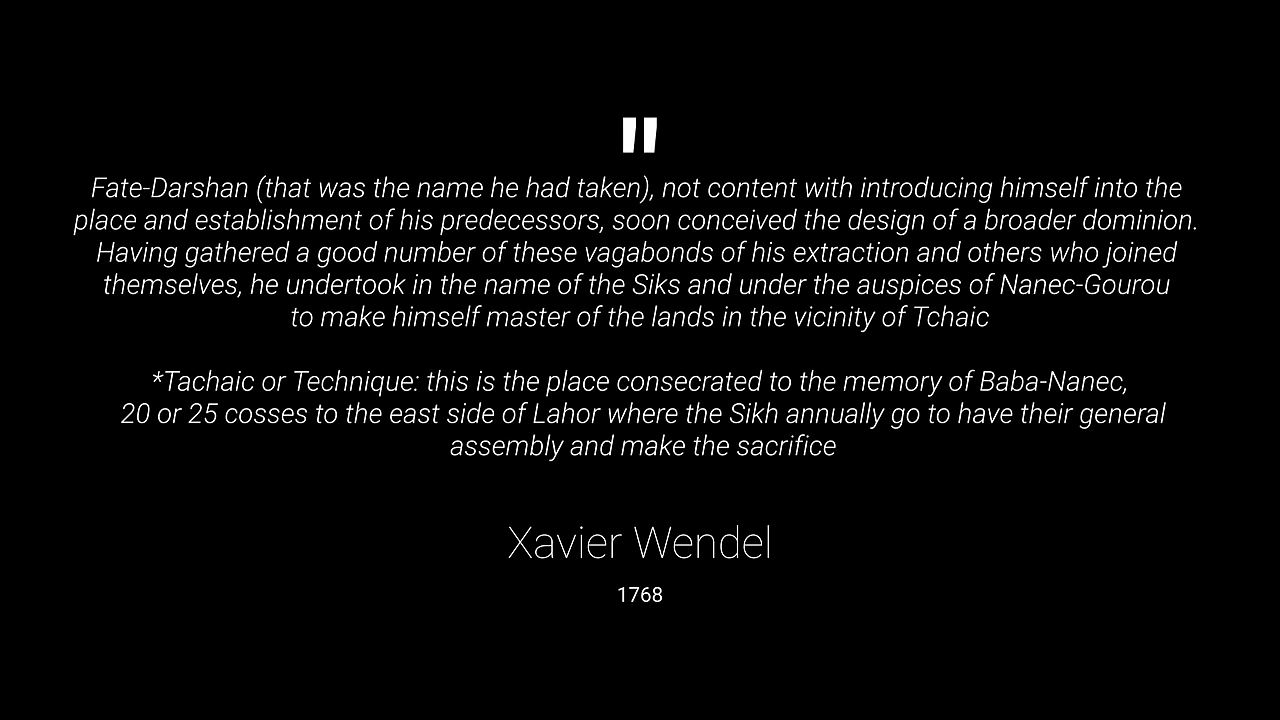 "
Fate-Darshan (that was the name he had taken), not content with introducing himself into the
place and establishment of his predecessors, soon conceived the design of a broader dominion.
Having gathered a good number of these vagabonds of his extraction and others who joined
themselves, he undertook in the name of the Siks and under the auspices of Nanec-Gourou
to make himself master of the lands in the vicinity of Tchaic
*Tachaic or Technique: this is the place consecrated to the memory of Baba-Nanec,
20 or 25 cosses to the east side of Lahor where the Sikh annually go to have their general
assembly and make the sacrifice
Xavier Wendel
1768